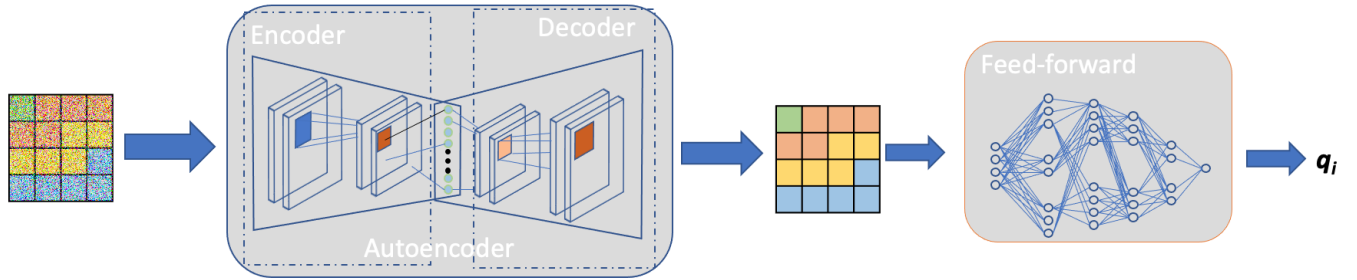 Encoder
Decoder
Autoencoder
Feed-forward
q_i